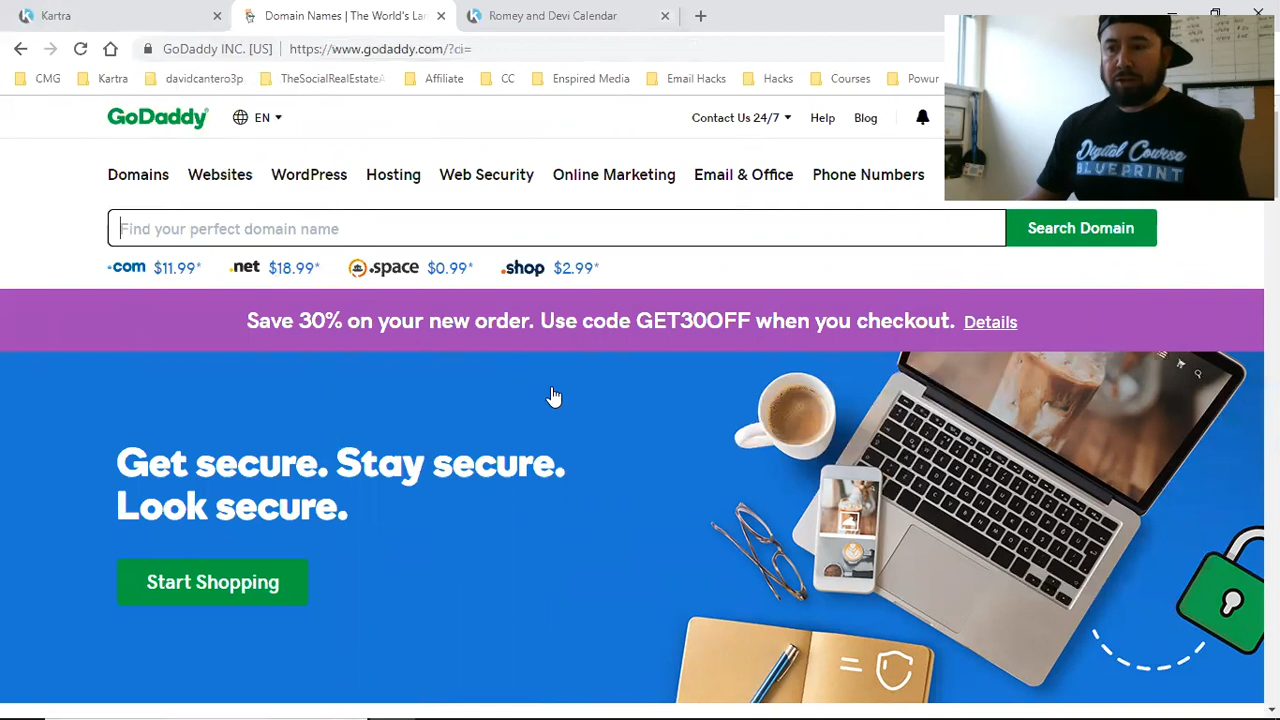 Kartra
Domain Names | The World's Lar
Romey and Devi Calendar
GoDaddy INC. [US]
https://www.godaddy.com/?ci=
CMG
Kartra
davidcantero3p
TheSocialRealEstateA
Affiliate
CC
Enspired Media
Email Hacks
Hacks
Courses
Powur
GoDaddy
EN
Contact Us 24/7
Help
Blog
Digital Course
BLUEPRINT
Domains
Websites
WordPress
Hosting
Web Security
Online Marketing
Email & Office
Phone Numbers
Find your perfect domain name
Search Domain
.com $11.99*
.net $18.99*
.space $0.99*
.shop $2.99*
Save 30% on your new order. Use code GET30OFF when you checkout. Details
Get secure. Stay secure.
Look secure.
Start Shopping